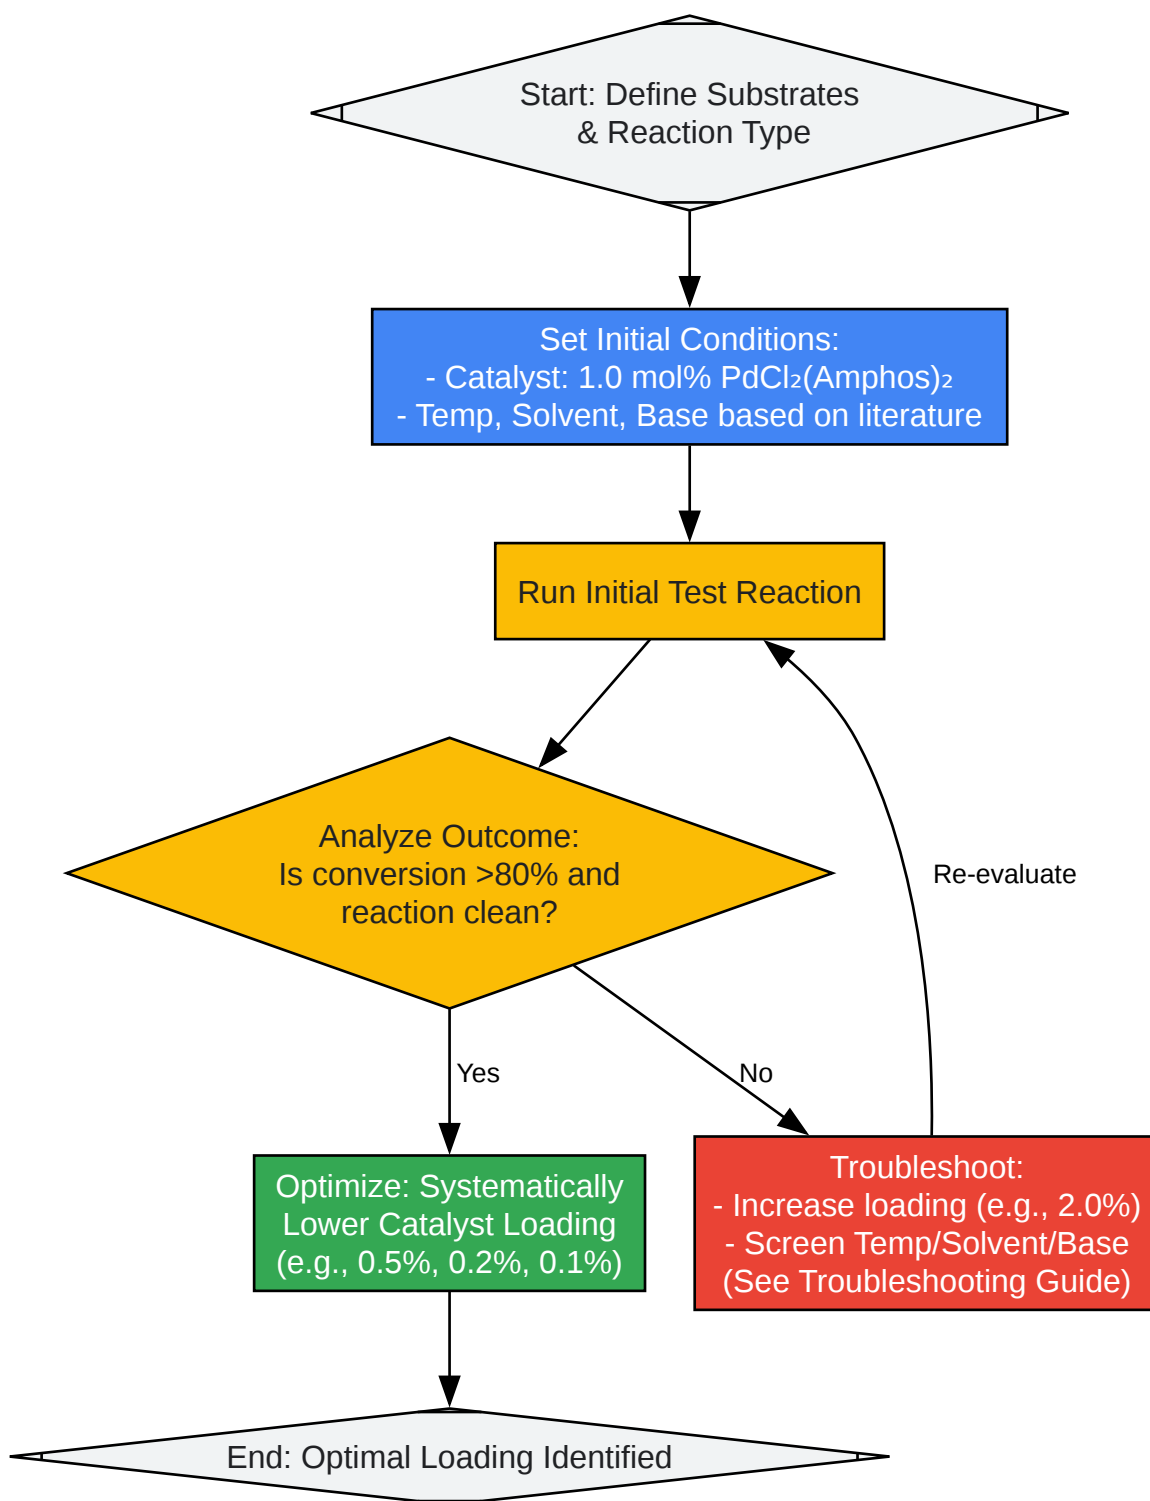 Start: Define Substrates
& Reaction Type
Set Initial Conditions:
- Catalyst: 1.0 mol% PdCl₂(Amphos)₂
- Temp, Solvent, Base based on literature
Run Initial Test Reaction
Analyze Outcome:
Is conversion >80% and
reaction clean?
Re-evaluate
Yes
No
Optimize: Systematically
Lower Catalyst Loading
(e.g., 0.5%, 0.2%, 0.1%)
Troubleshoot:
- Increase loading (e.g., 2.0%)
- Screen Temp/Solvent/Base
(See Troubleshooting Guide)
End: Optimal Loading Identified